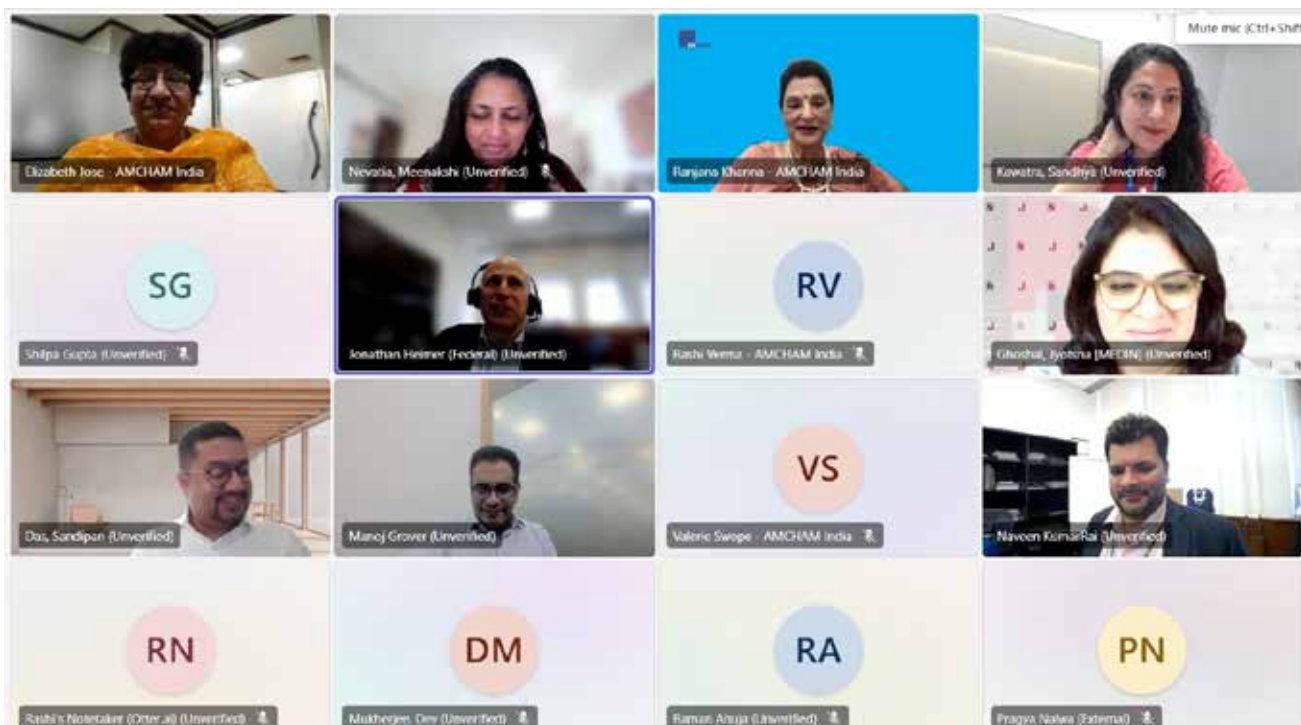 Mute mic (Ctrl+Shift
Elizabeth Jose - AMCHAM India
Nevatia, Meenakshi (Unverified)
Ranjana Khanna - AMCHAM India
Kawatra, Sandhya (Unverified)
SG
Shilpa Gupta (Unverified)
Jonathan Heimer (Federal) (Unverified)
RV
Rashi Verma - AMCHAM India
Ghoshal, Jyotsna [MEDIN] (Unverified)
Das, Sandipan (Unverified)
Manoj Grover (Unverified)
VS
Valerie Swope - AMCHAM India
Naveen KumarRai (Unverified)
RN
Rashi's Notetaker (Otter.ai) (Unverified)
DM
Mukherjee, Dev (Unverified)
RA
Raman Ahuja (Unverified)
PN
Pragya Nalwa (External)